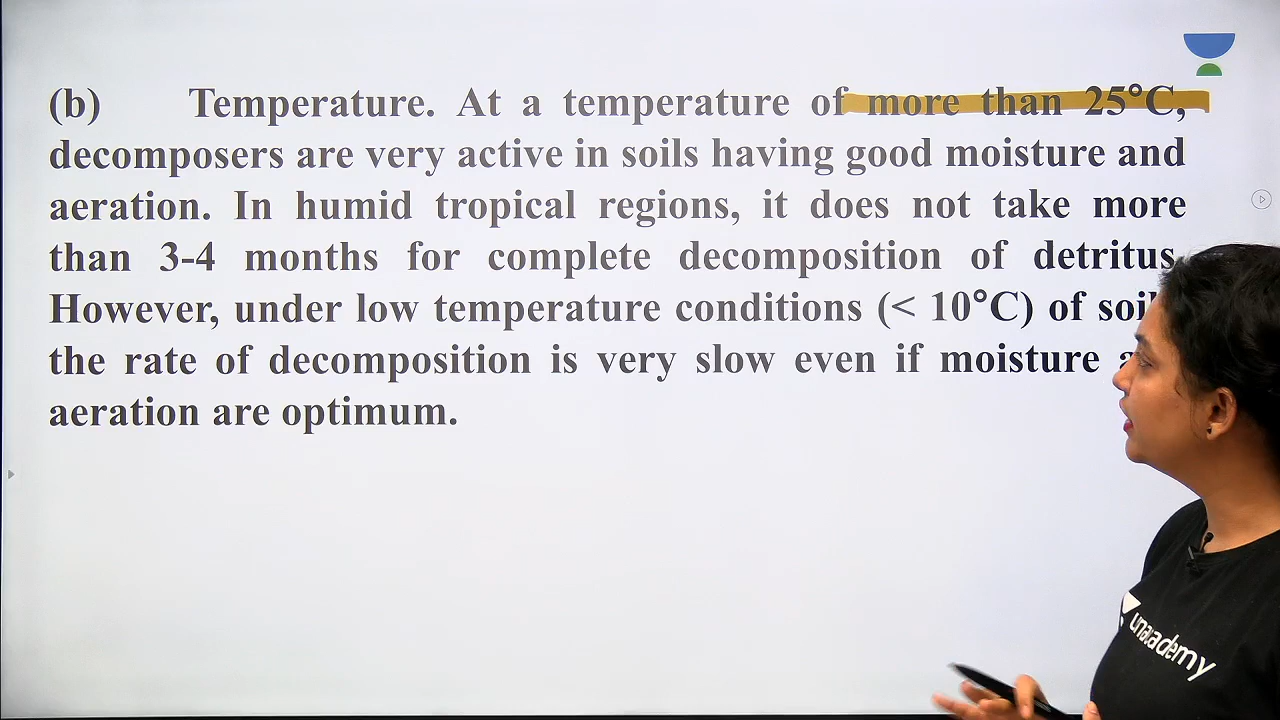 (b) Temperature. At a temperature of more than 25°C,
decomposers are very active in soils having good moisture and
aeration. In humid tropical regions, it does not take more
than 3-4 months for complete decomposition of detritus.
However, under low temperature conditions (< 10°C) of soil
the rate of decomposition is very slow even if moisture
aeration are optimum.
unacademy